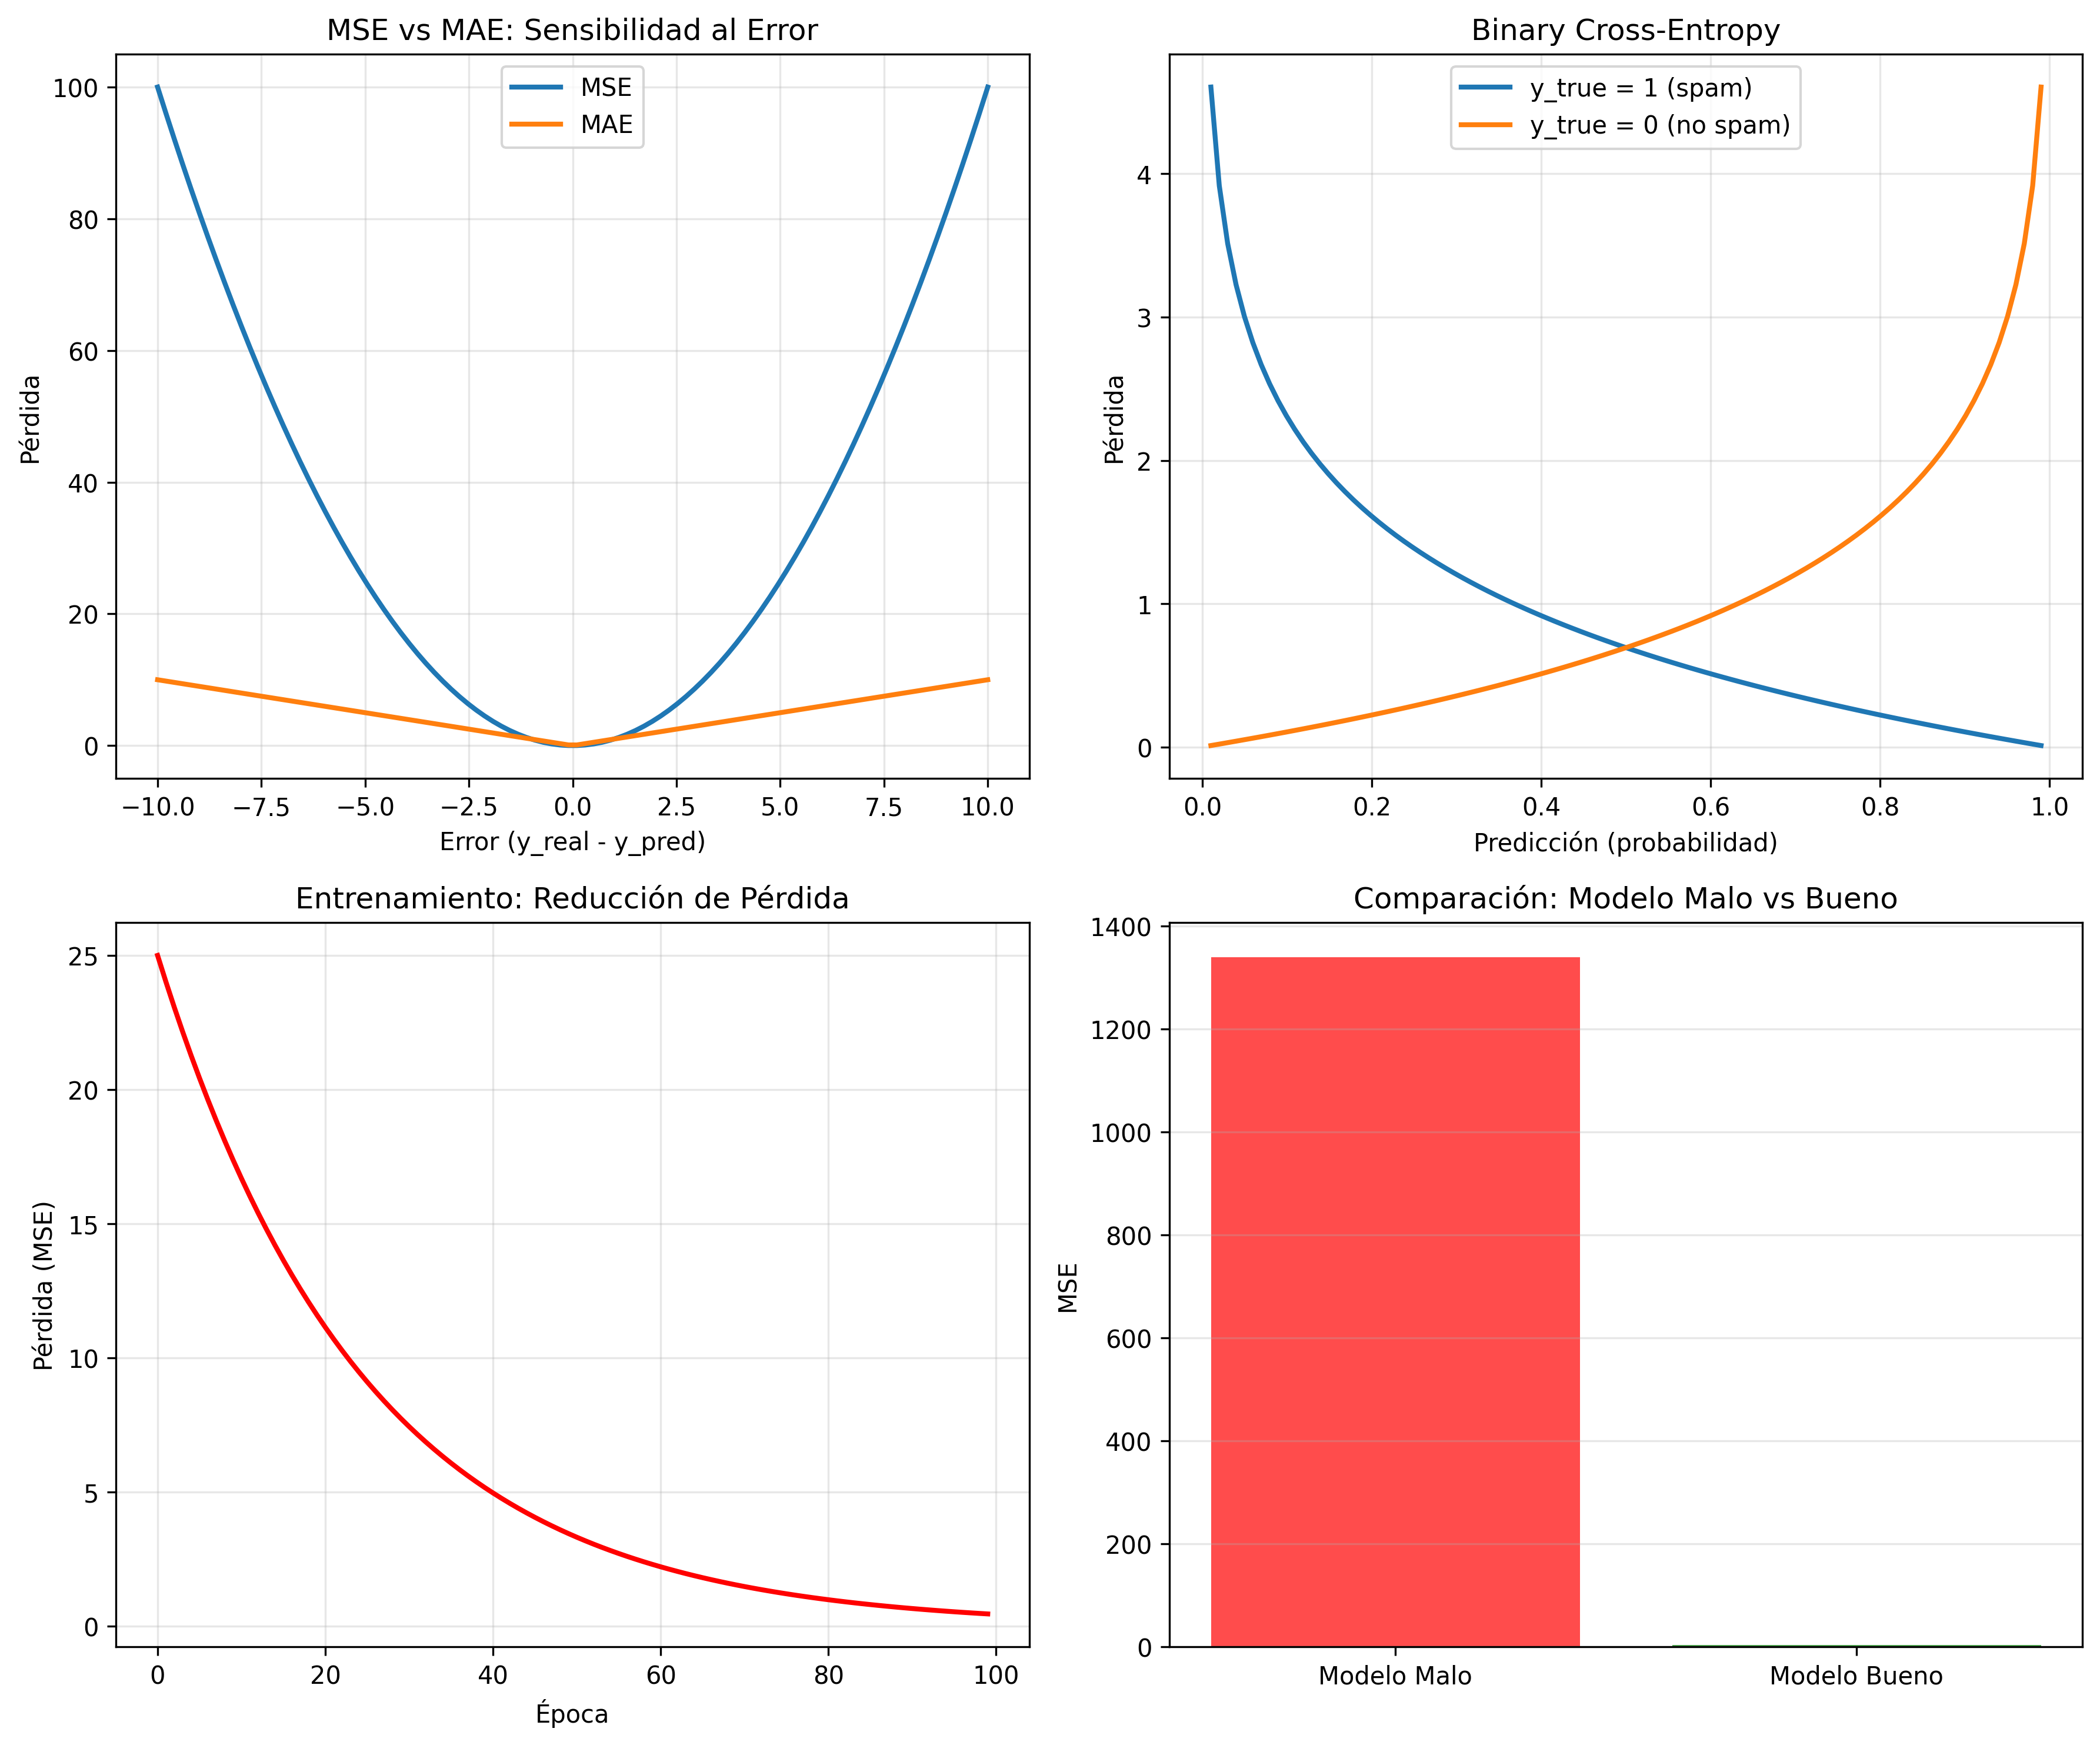 MSE vs MAE: Sensibilidad al Error
MSE
MAE
100
80
60
40
20
0
Pérdida
−10.0 −7.5 −5.0 −2.5 0.0 2.5 5.0 7.5 10.0
Error (y_real - y_pred)
Binary Cross-Entropy
y_true = 1 (spam)
y_true = 0 (no spam)
4
3
2
1
0
Pérdida
0.0 0.2 0.4 0.6 0.8 1.0
Predicción (probabilidad)
Entrenamiento: Reducción de Pérdida
25
20
15
10
5
0
Pérdida (MSE)
0 20 40 60 80 100
Época
Comparación: Modelo Malo vs Bueno
1400
1200
1000
800
600
400
200
0
MSE
Modelo Malo Modelo Bueno